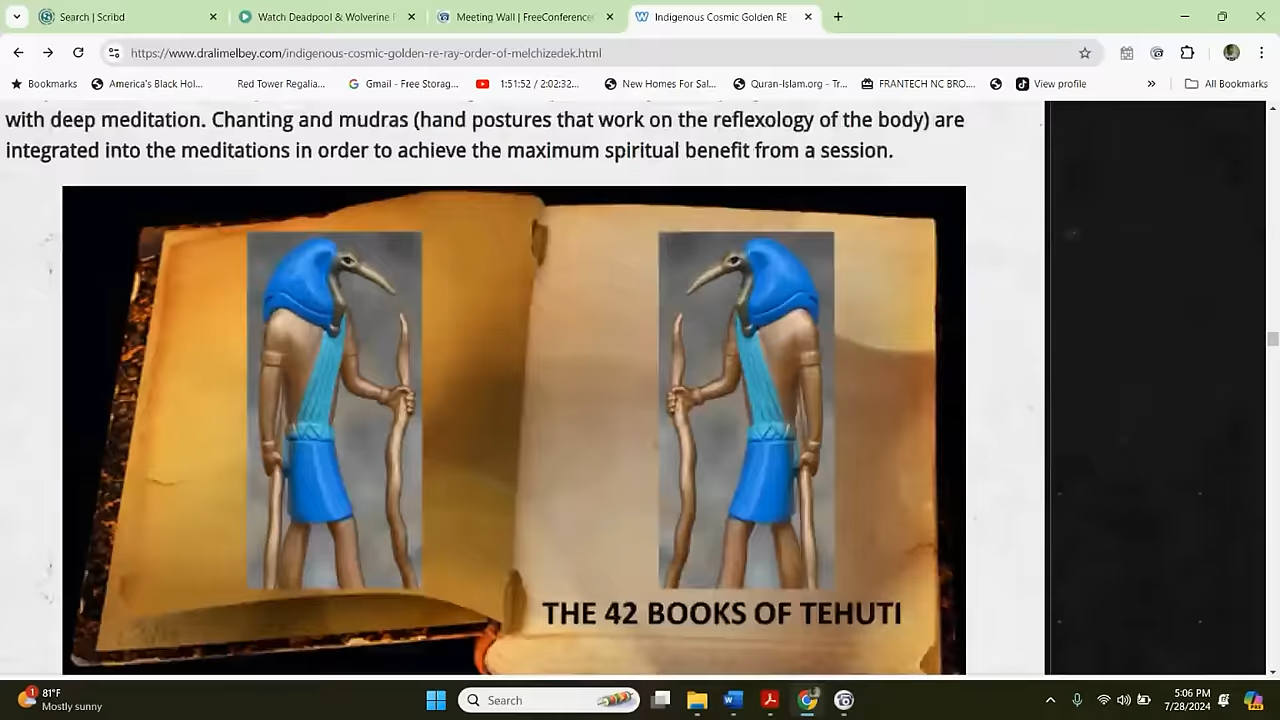 Search | Scribd
Watch Deadpool & Wolverine F
Meeting Wall | FreeConference
Indigenous Cosmic Golden RE
https://www.dralimelbey.com/indigenous-cosmic-golden-re-ray-order-of-melchizedek.html
Bookmarks
America's Black Hol...
Red Tower Regalia...
Gmail - Free Storag...
1:51:52 / 2:02:32...
New Homes For Sal...
Quran-Islam.org - Tr...
FRANTECH NC BRO....
View profile
All Bookmarks
with deep meditation. Chanting and mudras (hand postures that work on the reflexology of the body) are
integrated into the meditations in order to achieve the maximum spiritual benefit from a session.
THE 42 BOOKS OF TEHUTI
1
81°F
Mostly sunny
Search
5:06 PM
7/28/2024